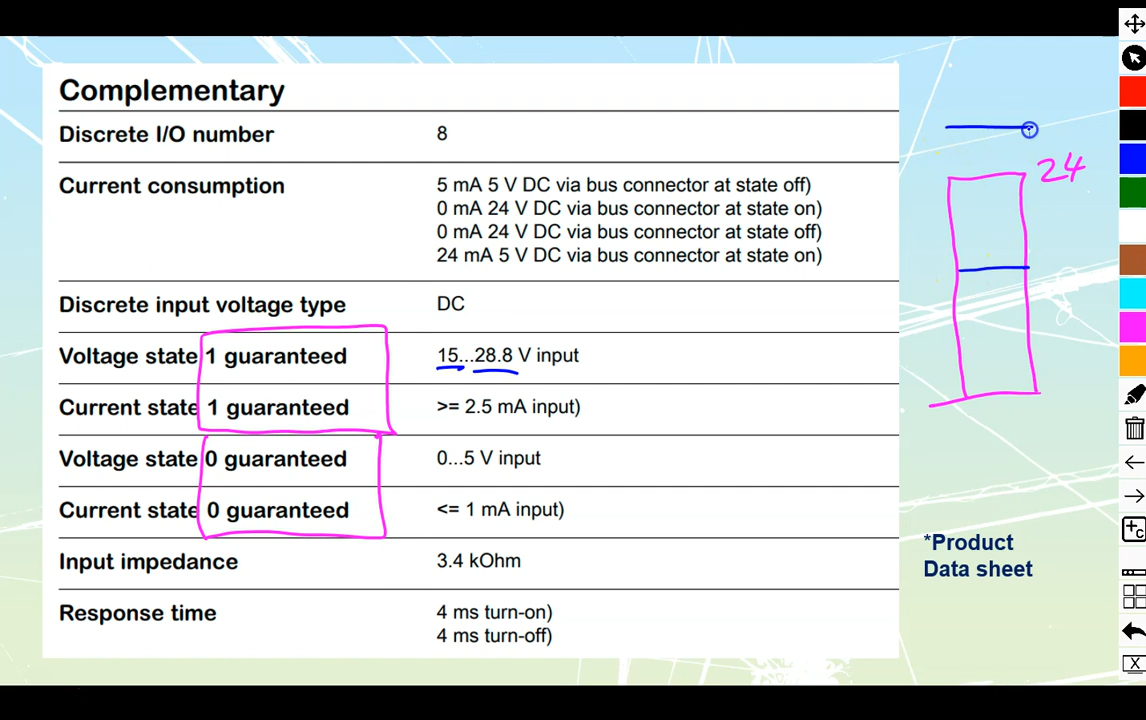 Complementary
Discrete I/O number 8
Current consumption 5 mA 5 V DC via bus connector at state off)
0 mA 24 V DC via bus connector at state on)
0 mA 24 V DC via bus connector at state off)
24 mA 5 V DC via bus connector at state on)
Discrete input voltage type DC
Voltage state 1 guaranteed 15...28.8 V input
Current state 1 guaranteed >= 2.5 mA input)
Voltage state 0 guaranteed 0...5 V input
Current state 0 guaranteed <= 1 mA input)
Input impedance 3.4 kOhm
Response time 4 ms turn-on)
4 ms turn-off)
24
*Product
Data sheet
+C
X